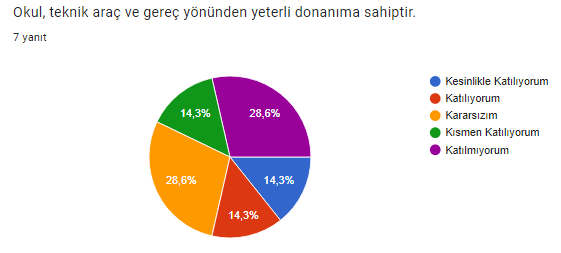 Okul, teknik araç ve gereç yönünden yeterli donanıma sahiptir.
7 yanıt
14,3%
28,6%
28,6%
14,3%
14,3%
Kesinlikle Katılıyorum
Katılıyorum
Kararsızım
Kısmen Katılıyorum
Katılmıyorum